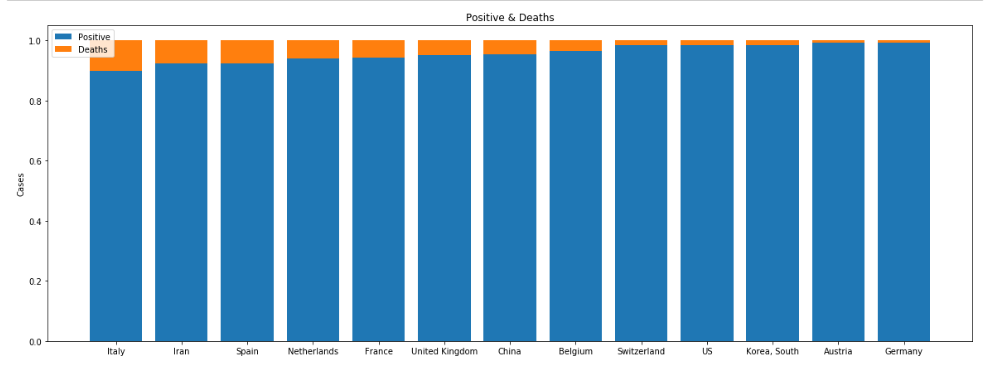 Positive & Deaths
Positive
Deaths
1.0
0.8
0.6
0.4
0.2
0.0
Cases
Italy Iran Spain Netherlands France United Kingdom China Belgium Switzerland US Korea, South Austria Germany